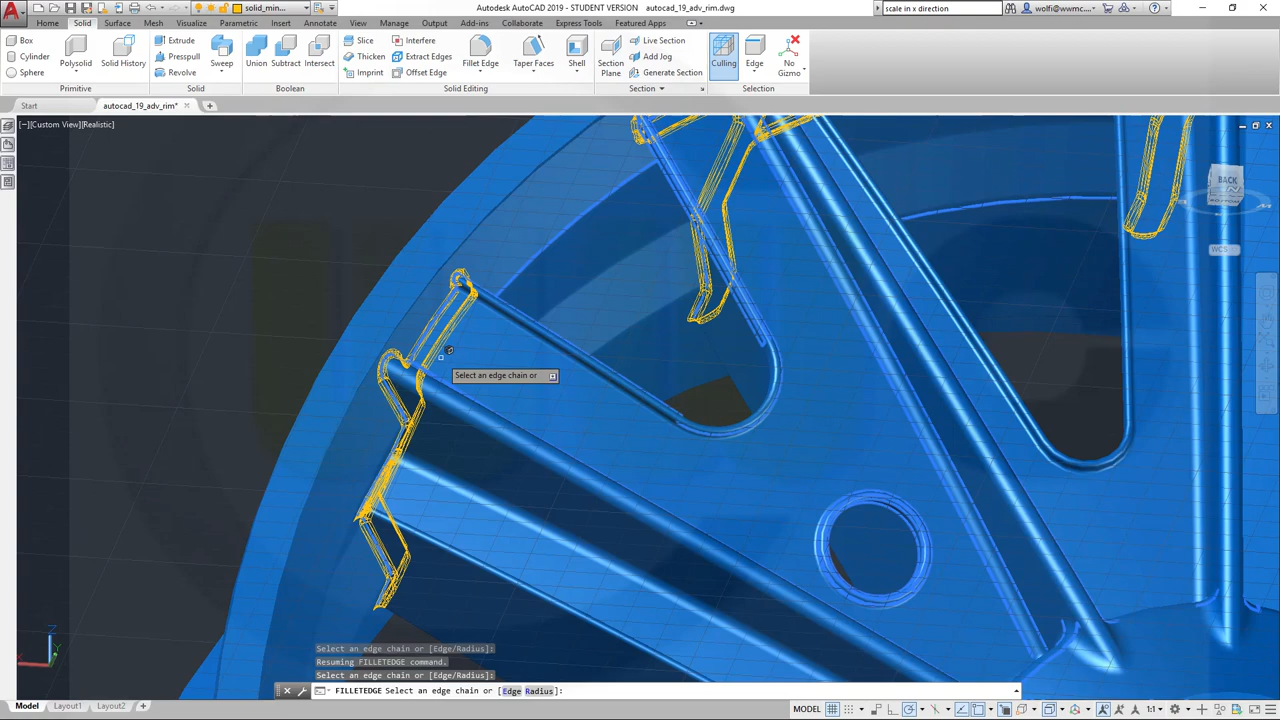 solid_min...
Autodesk AutoCAD 2019 - STUDENT VERSION autocad_19_adv_rim.dwg
scale in x direction
wolfi@wvmc...
Home Solid Surface Mesh Visualize Parametric Insert Annotate View Manage Output Add-ins Collaborate Express Tools Featured Apps
Box
Cylinder
Sphere
Polysolid
Solid History
Extrude
Presspull
Revolve
Sweep
Union
Subtract
Intersect
Slice
Thicken
Imprint
Interfere
Extract Edges
Offset Edge
Fillet Edge
Taper Faces
Shell
Section Plane
Live Section
Add Jog
Generate Section
Culling
Edge
No Gizmo
Primitive Solid Boolean Solid Editing Section Selection
Start autocad_19_adv_rim*
[−][Custom View][Realistic]
BACK
BOTTOM
WCS
Select an edge chain or
Z
X
Y
Select an edge chain or [Edge/Radius]:
Resuming FILLETEDGE command.
Select an edge chain or [Edge/Radius]:
FILLETEDGE Select an edge chain or [Edge Radius]:
Model Layout1 Layout2 +
MODEL
1:1